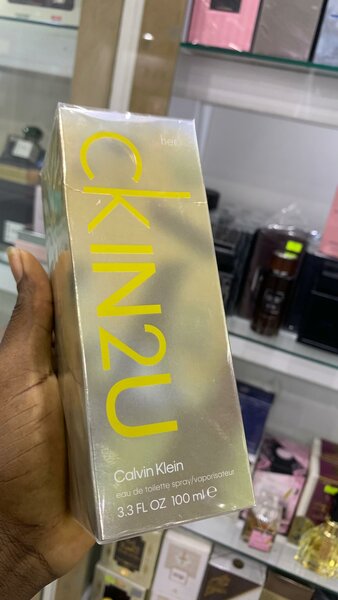 her
CKIN2U
Calvin Klein
eau de toilette spray/vaporisateur
3.3 FL OZ 100 ml ℮